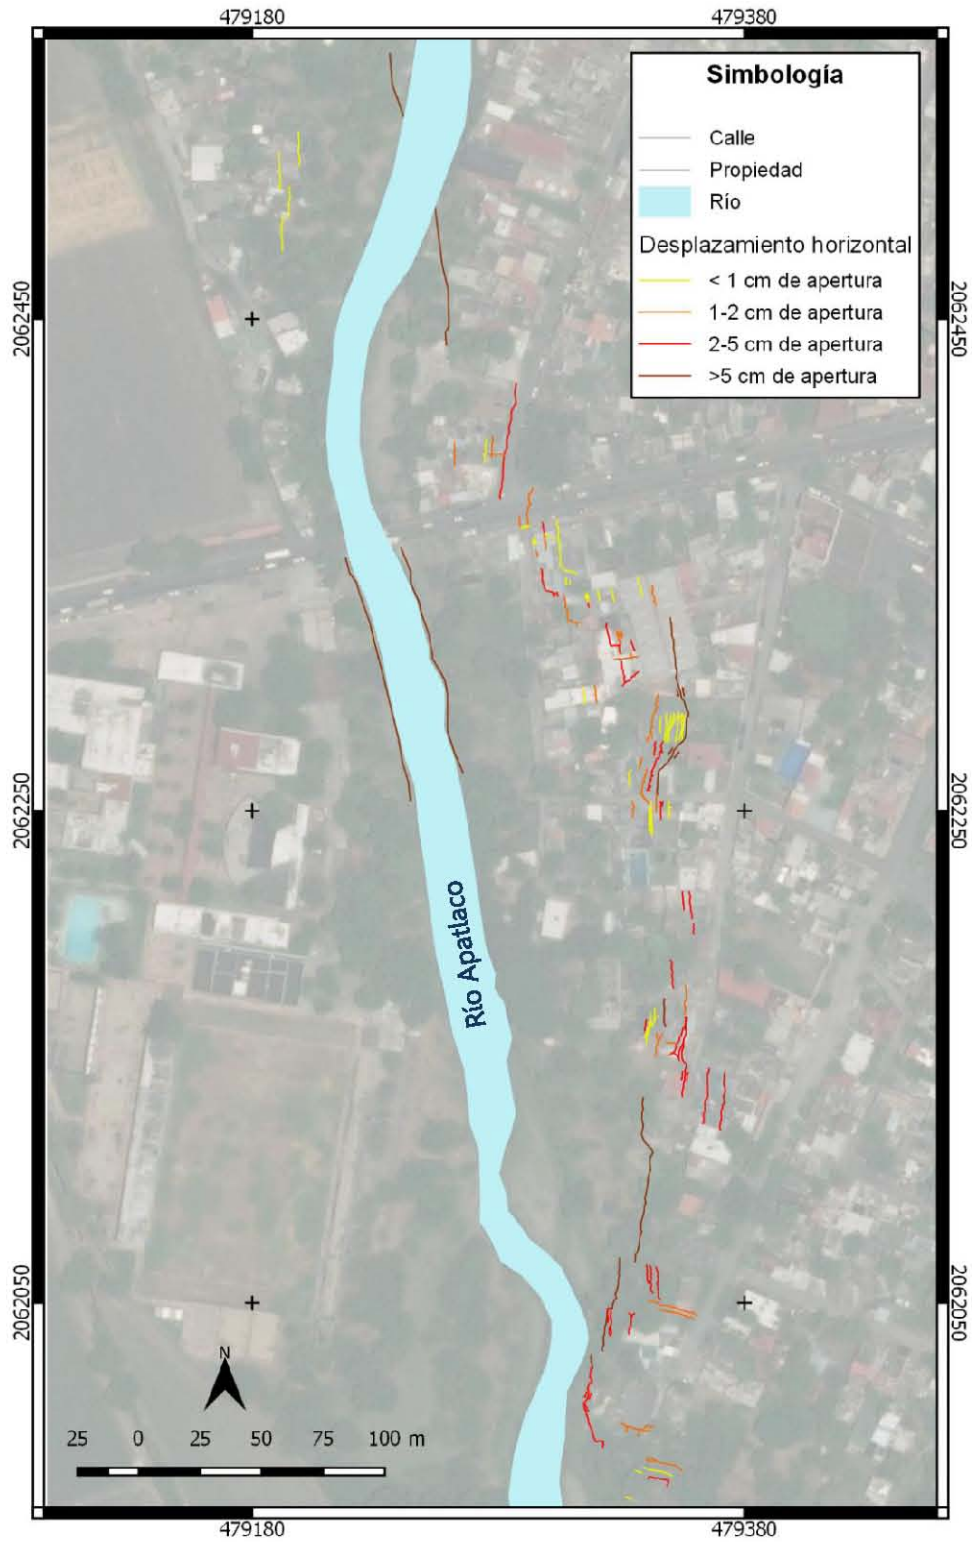 479180
479380
Simbología
Calle
Propiedad
Río
Desplazamiento horizontal
< 1 cm de apertura
1-2 cm de apertura
2-5 cm de apertura
>5 cm de apertura
2062450
2062450
2062250
2062250
Río Apatlaco
2062050
2062050
N
25 0 25 50 75 100 m
479180
479380